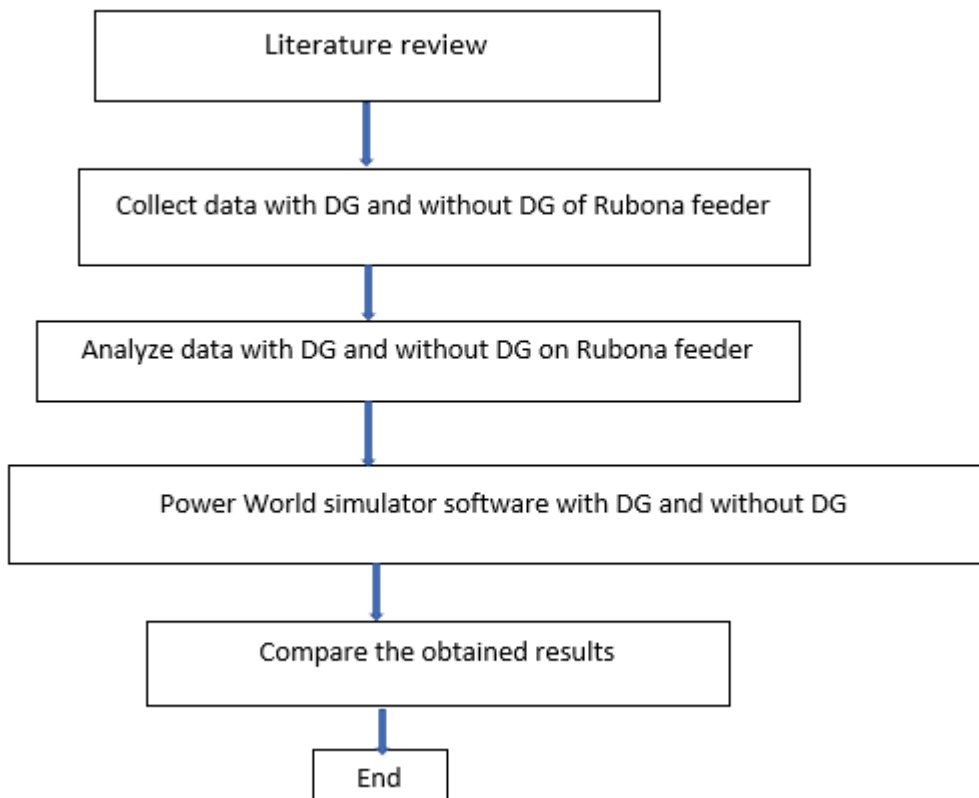 Literature review
Collect data with DG and without DG of Rubona feeder
Analyze data with DG and without DG on Rubona feeder
Power World simulator software with DG and without DG
Compare the obtained results
End